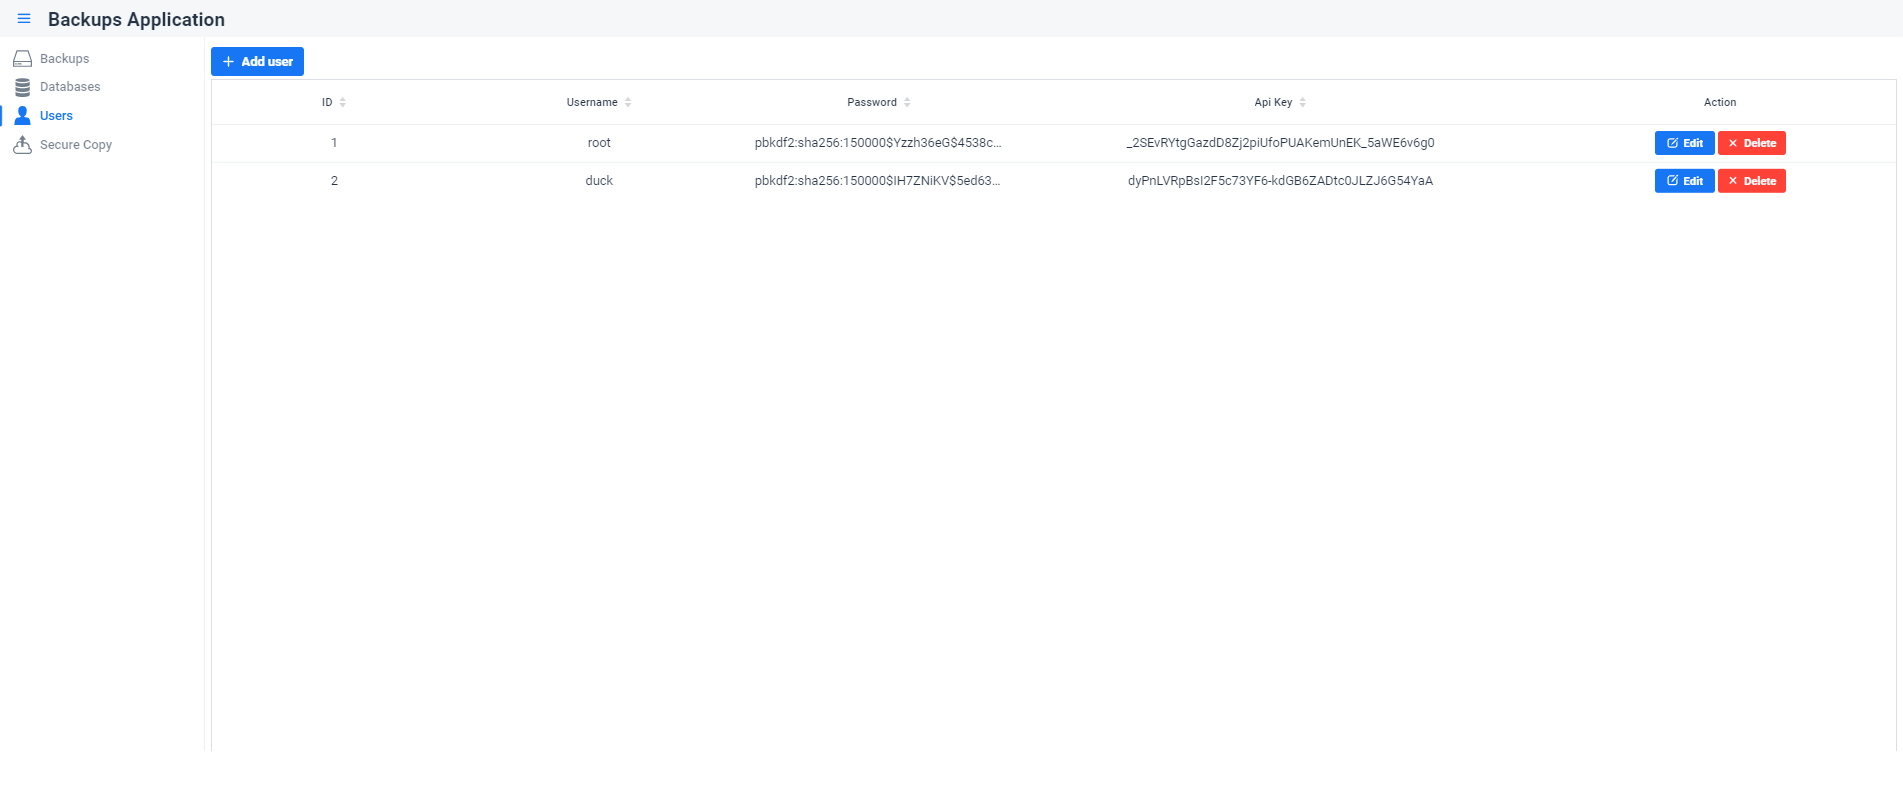 Backups Application
Backups
Databases
Users
Secure Copy
Add user
ID Username Password Api Key Action
1 root pbkdf2:sha256:150000$Yzzh36eG$4538c... _2SEvRYtgGazdD8Zj2piUfoPUAKemUnEK_5aWE6v6g0 Edit Delete
2 duck pbkdf2:sha256:150000$IH7ZNiKV$5ed63... dyPnLVRpBsI2F5c73YF6-kdGB6ZADtc0JLZJ6G54YaA Edit Delete